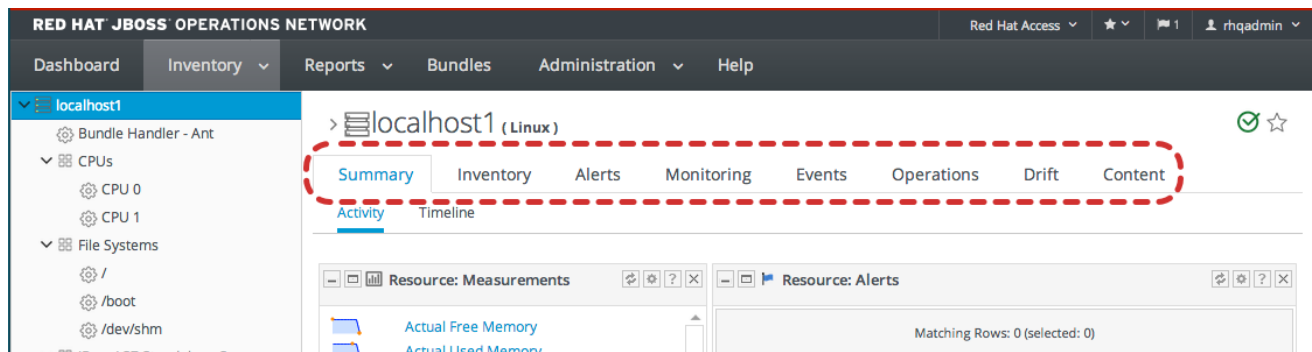 RED HAT JBOSS OPERATIONS NETWORK
Red Hat Access
1
rhqadmin
Dashboard
Inventory
Reports
Bundles
Administration
Help
localhost1
Bundle Handler - Ant
CPUs
CPU 0
CPU 1
File Systems
/
/boot
/dev/shm
localhost1 ( Linux )
Summary
Inventory
Alerts
Monitoring
Events
Operations
Drift
Content
Activity
Timeline
Resource: Measurements
?
Resource: Alerts
?
Actual Free Memory
Actual Used Memory
Matching Rows: 0 (selected: 0)